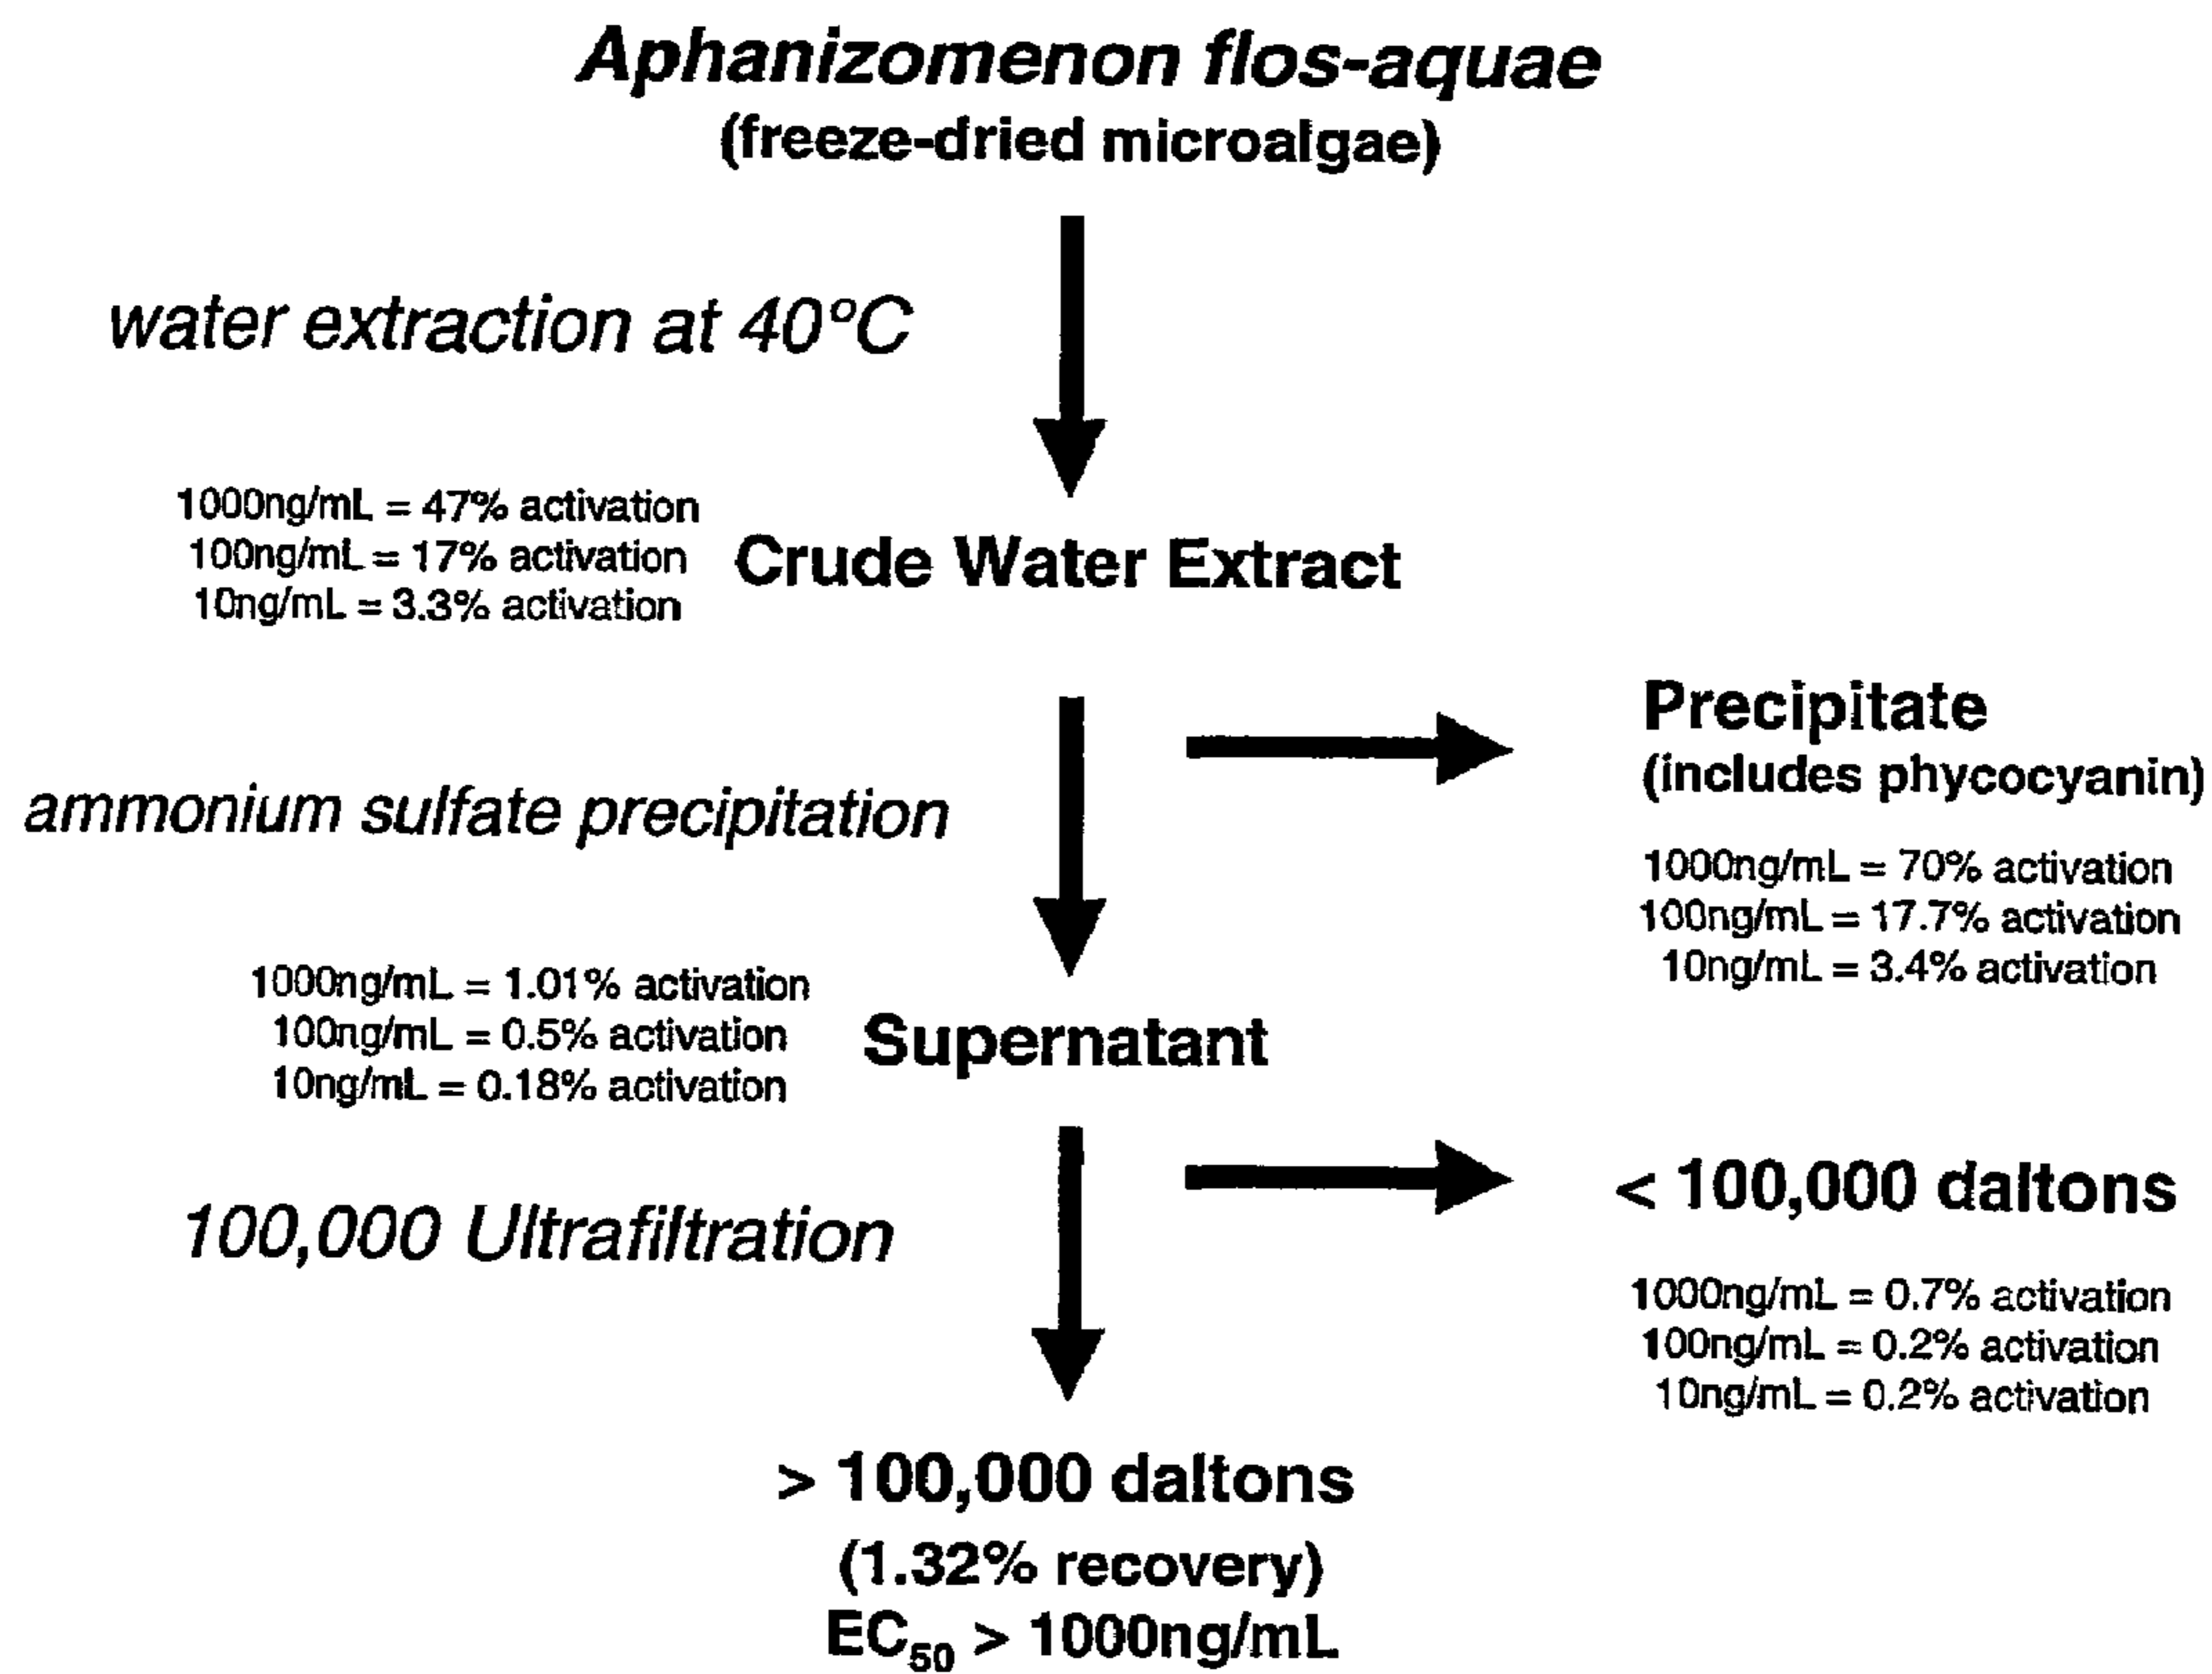 Aphanizomenon flos-aquae
(freeze-dried microalgae)
water extraction at 40°C
1000ng/mL = 47% activation
100ng/mL = 17% activation
10ng/mL = 3.3% activation
Crude Water Extract
Precipitate
(includes phycocyanin)
ammonium sulfate precipitation
1000ng/mL = 70% activation
100ng/mL = 17.7% activation
10ng/mL = 3.4% activation
1000ng/mL = 1.01% activation
100ng/mL = 0.5% activation
10ng/mL = 0.18% activation
Supernatant
< 100,000 daltons
100,000 Ultrafiltration
1000ng/mL = 0.7% activation
100ng/mL = 0.2% activation
10ng/mL = 0.2% activation
> 100,000 daltons
(1.32% recovery)
EC₅₀ > 1000ng/mL